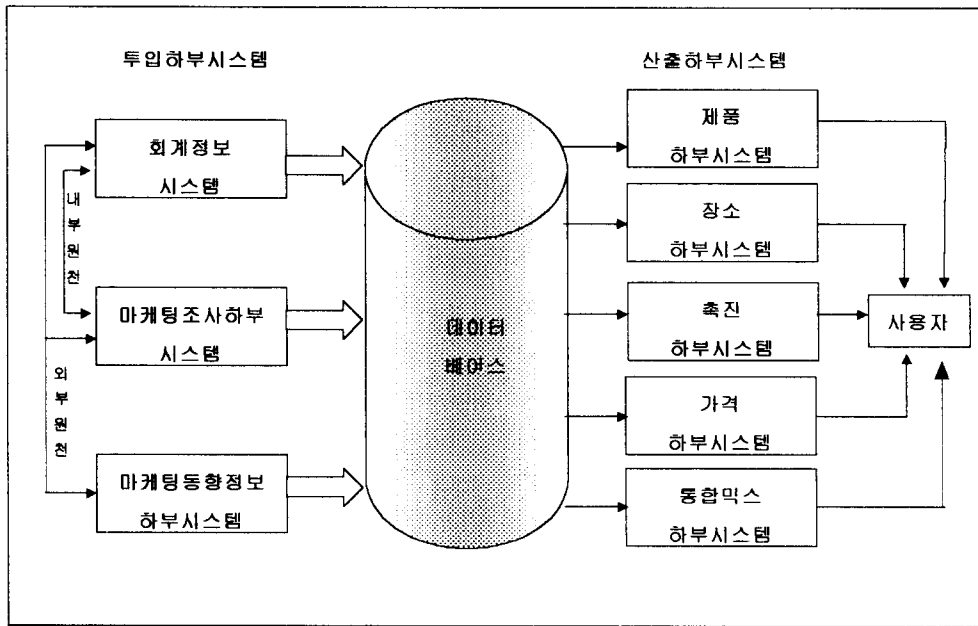 투입하부시스템
산출하부시스템
회계정보
시스템
마케팅조사하부
시스템
마케팅동향정보
하부시스템
내
부
원
천
외
부
원
천
데이터
베이스
제품
하부시스템
장소
하부시스템
촉진
하부시스템
가격
하부시스템
통합믹스
하부시스템
사용자